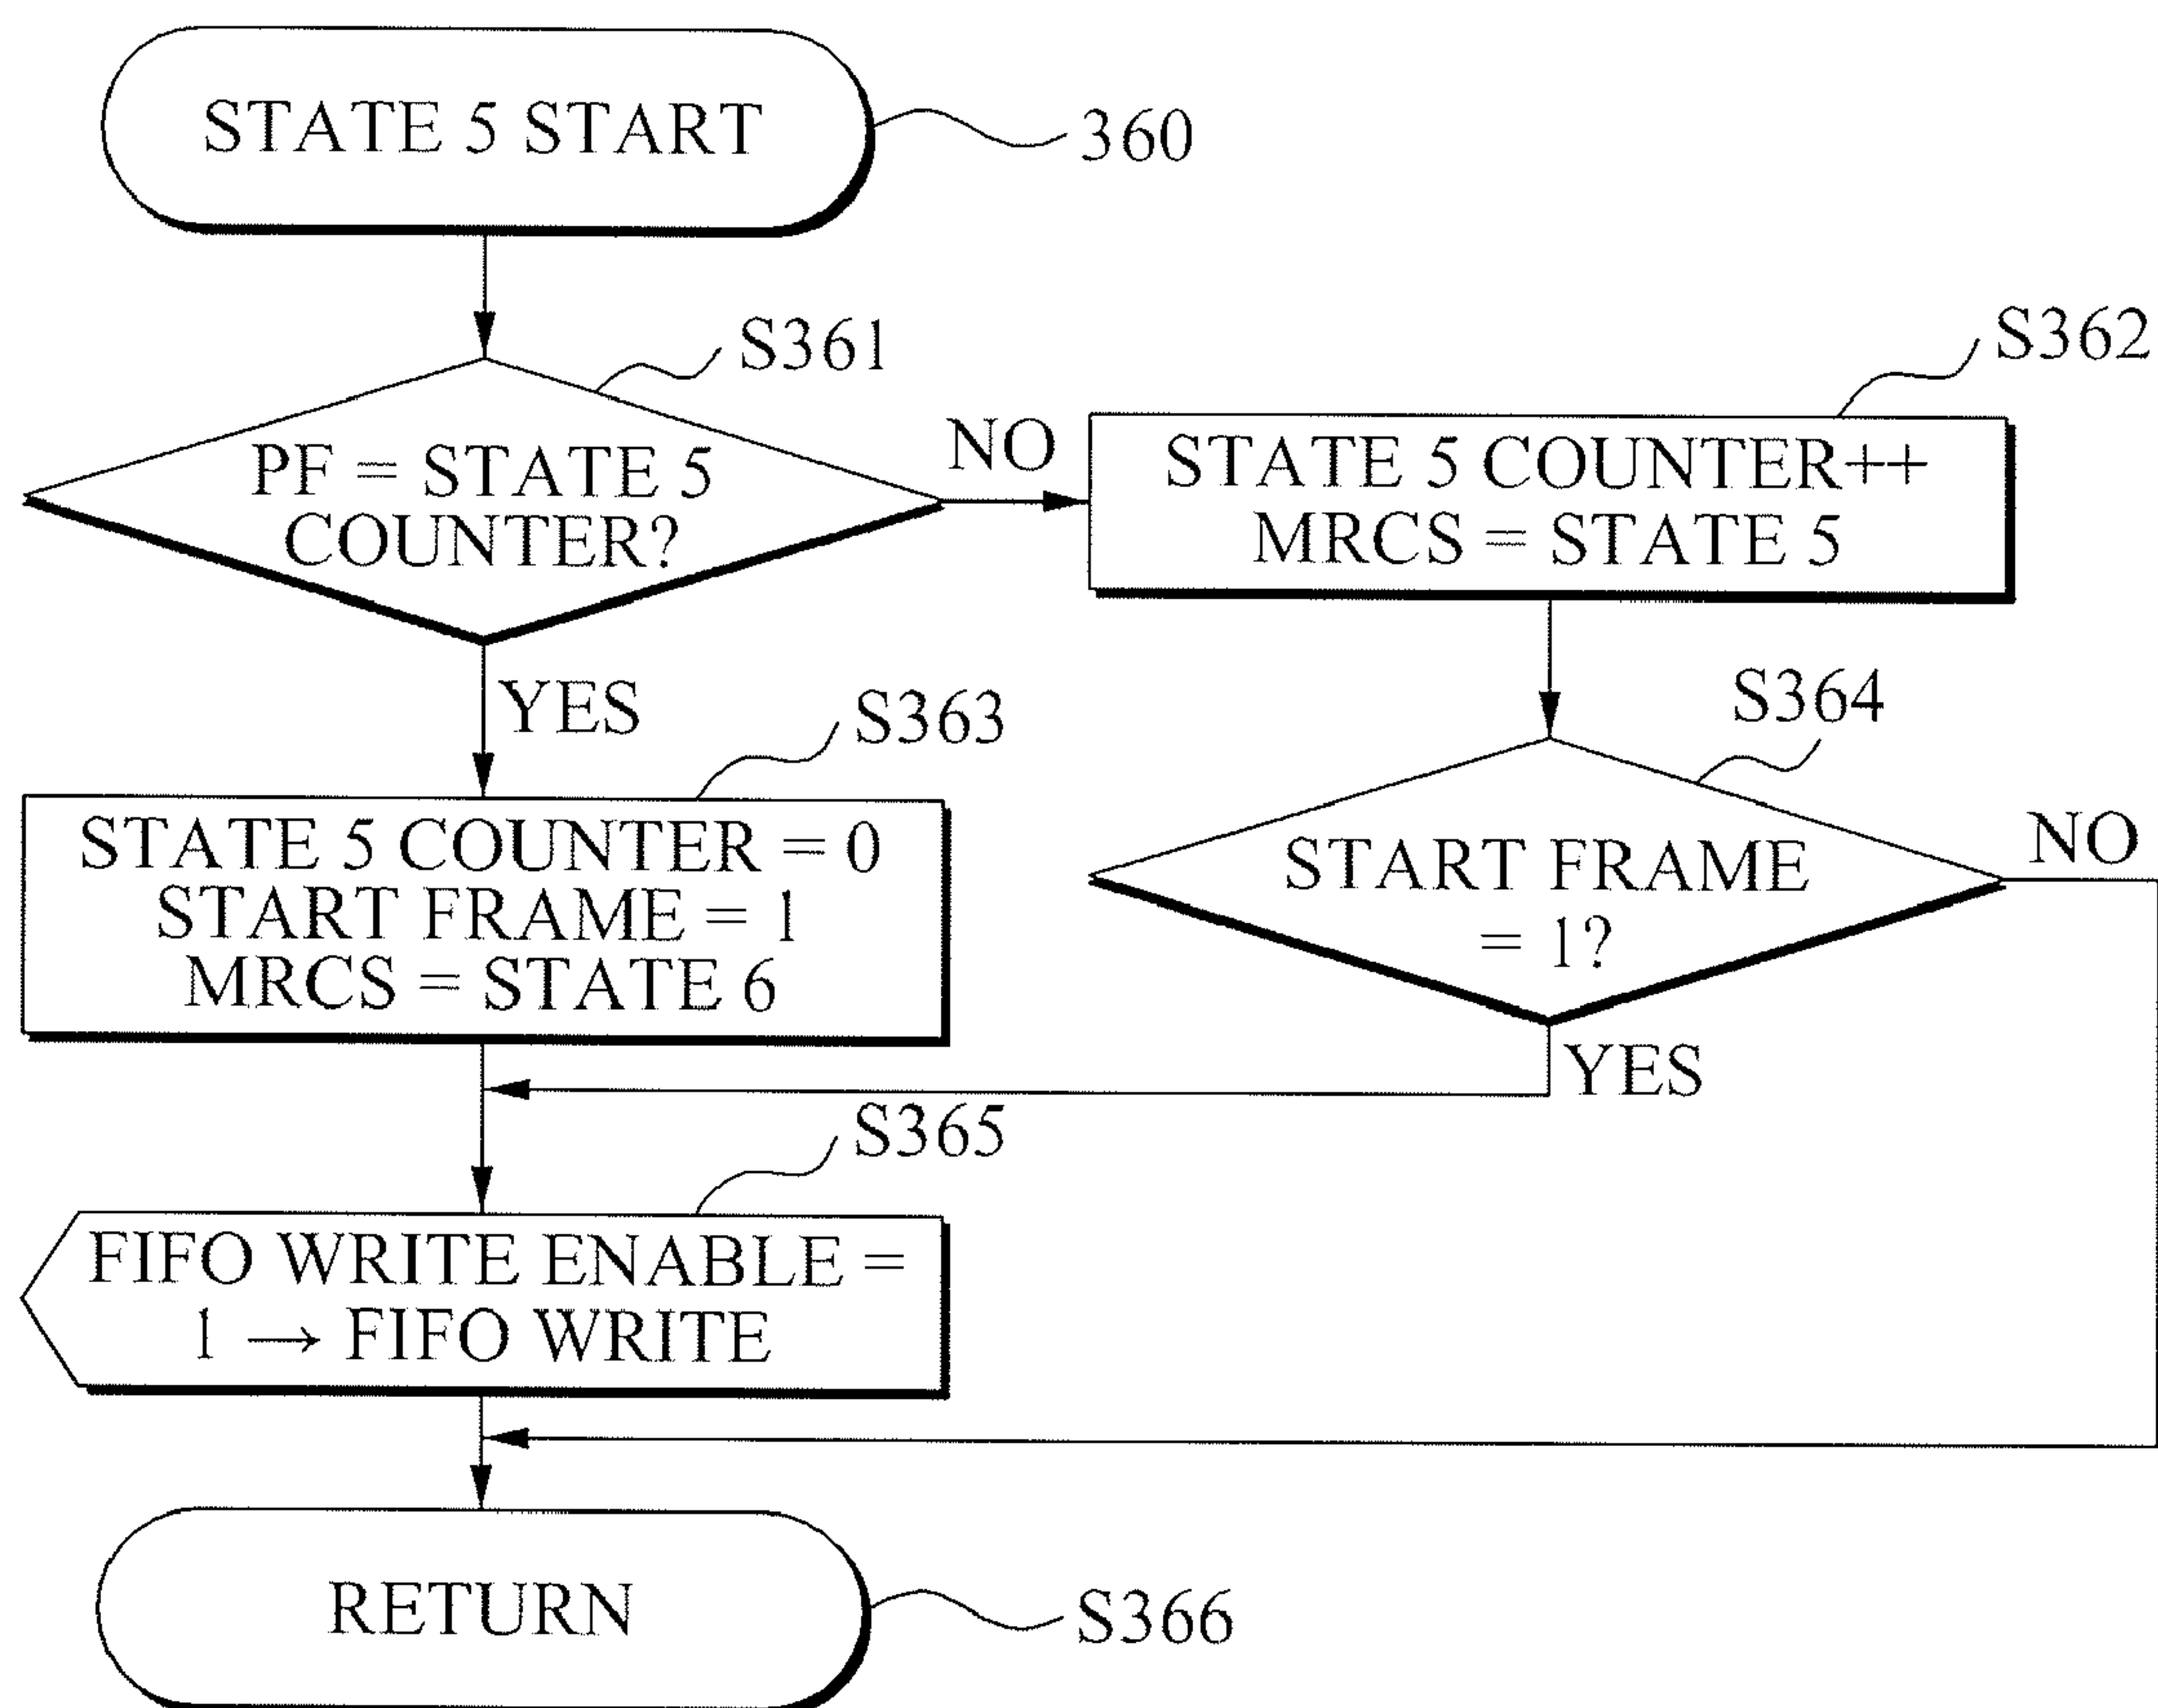 STATE 5 START
360
S361
PF = STATE 5
COUNTER?
NO
S362
STATE 5 COUNTER++
MRCS = STATE 5
YES
S363
STATE 5 COUNTER = 0
START FRAME = 1
MRCS = STATE 6
S364
START FRAME
= 1?
NO
YES
S365
FIFO WRITE ENABLE =
1 → FIFO WRITE
RETURN
S366